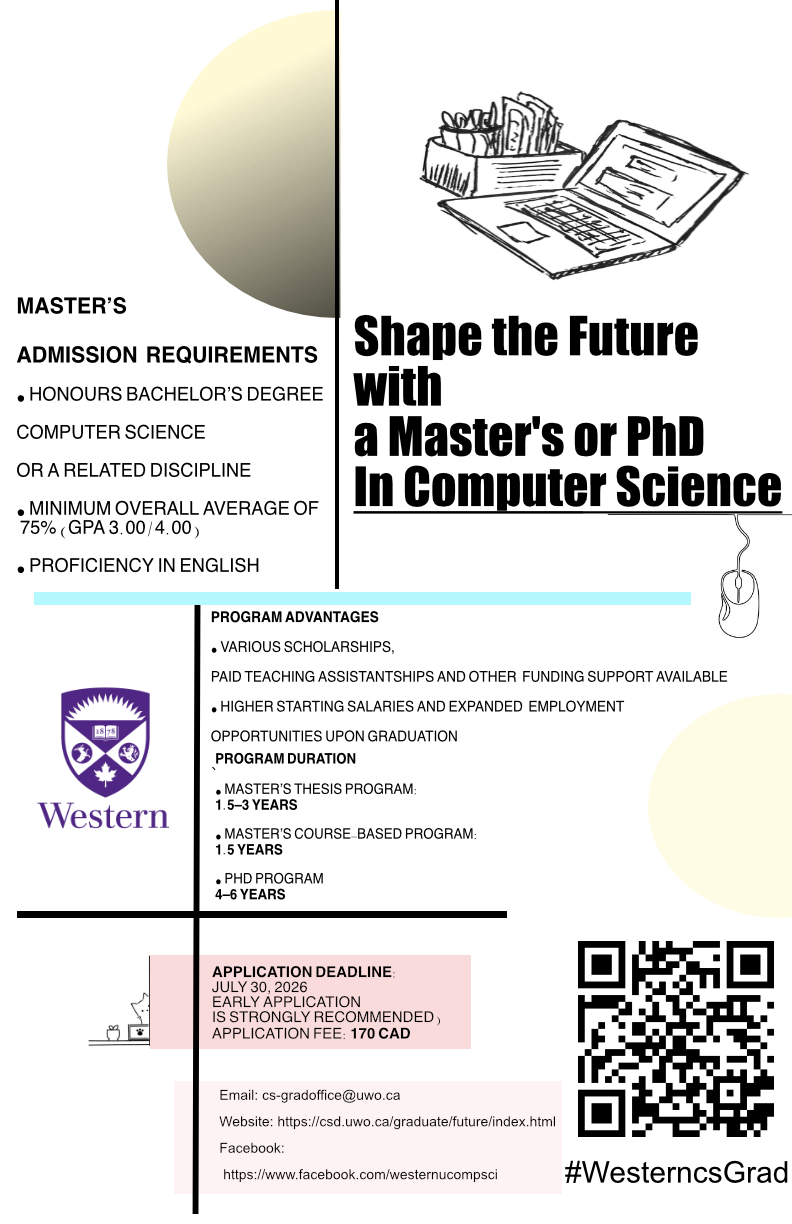 MASTER’S
ADMISSION REQUIREMENTS
• HONOURS BACHELOR’S DEGREE
COMPUTER SCIENCE
OR A RELATED DISCIPLINE
• MINIMUM OVERALL AVERAGE OF
75% (GPA 3.00/4.00)
• PROFICIENCY IN ENGLISH
Shape the Future
with
a Master's or PhD
In Computer Science
PROGRAM ADVANTAGES
• VARIOUS SCHOLARSHIPS,
PAID TEACHING ASSISTANTSHIPS AND OTHER FUNDING SUPPORT AVAILABLE
• HIGHER STARTING SALARIES AND EXPANDED EMPLOYMENT
OPPORTUNITIES UPON GRADUATION
PROGRAM DURATION
`
• MASTER’S THESIS PROGRAM:
1.5–3 YEARS
• MASTER’S COURSE-BASED PROGRAM:
1.5 YEARS
• PHD PROGRAM
4–6 YEARS
1878
Western
APPLICATION DEADLINE:
JULY 30, 2026
EARLY APPLICATION
IS STRONGLY RECOMMENDED)
APPLICATION FEE: 170 CAD
Email: cs-gradoffice@uwo.ca
Website: https://csd.uwo.ca/graduate/future/index.html
Facebook:
https://www.facebook.com/westernucompsci
#WesterncsGrad